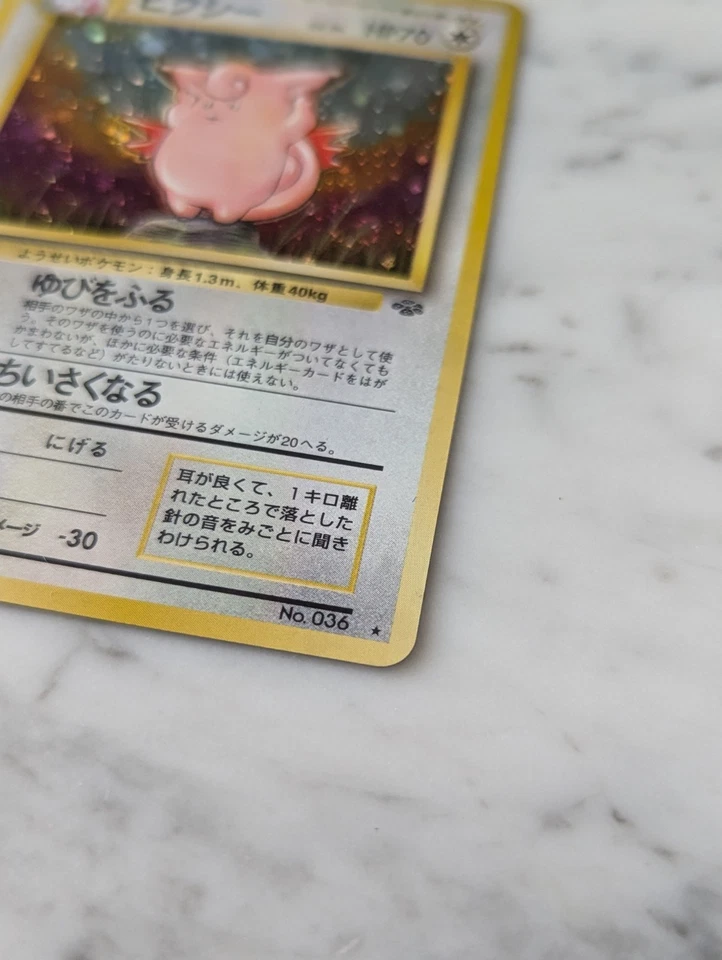 ピクシー HP70
ようせいポケモン：身長1.3m、体重40kg
ゆびをふる
相手のワザの中から1つを選び、それを自分のワザとして使
う。そのワザを使うのに必要なエネルギーがついてなくても
かまわないが、ほかに必要な条件（エネルギーカードをはが
してすてるなど）がたりないときには使えない。
ちいさくなる
の相手の番でこのカードが受けるダメージが20へる。
にげる
メージ -30
耳が良くて、1キロ離
れたところで落とした
針の音をみごとに聞き
わけられる。
No. 036 ★